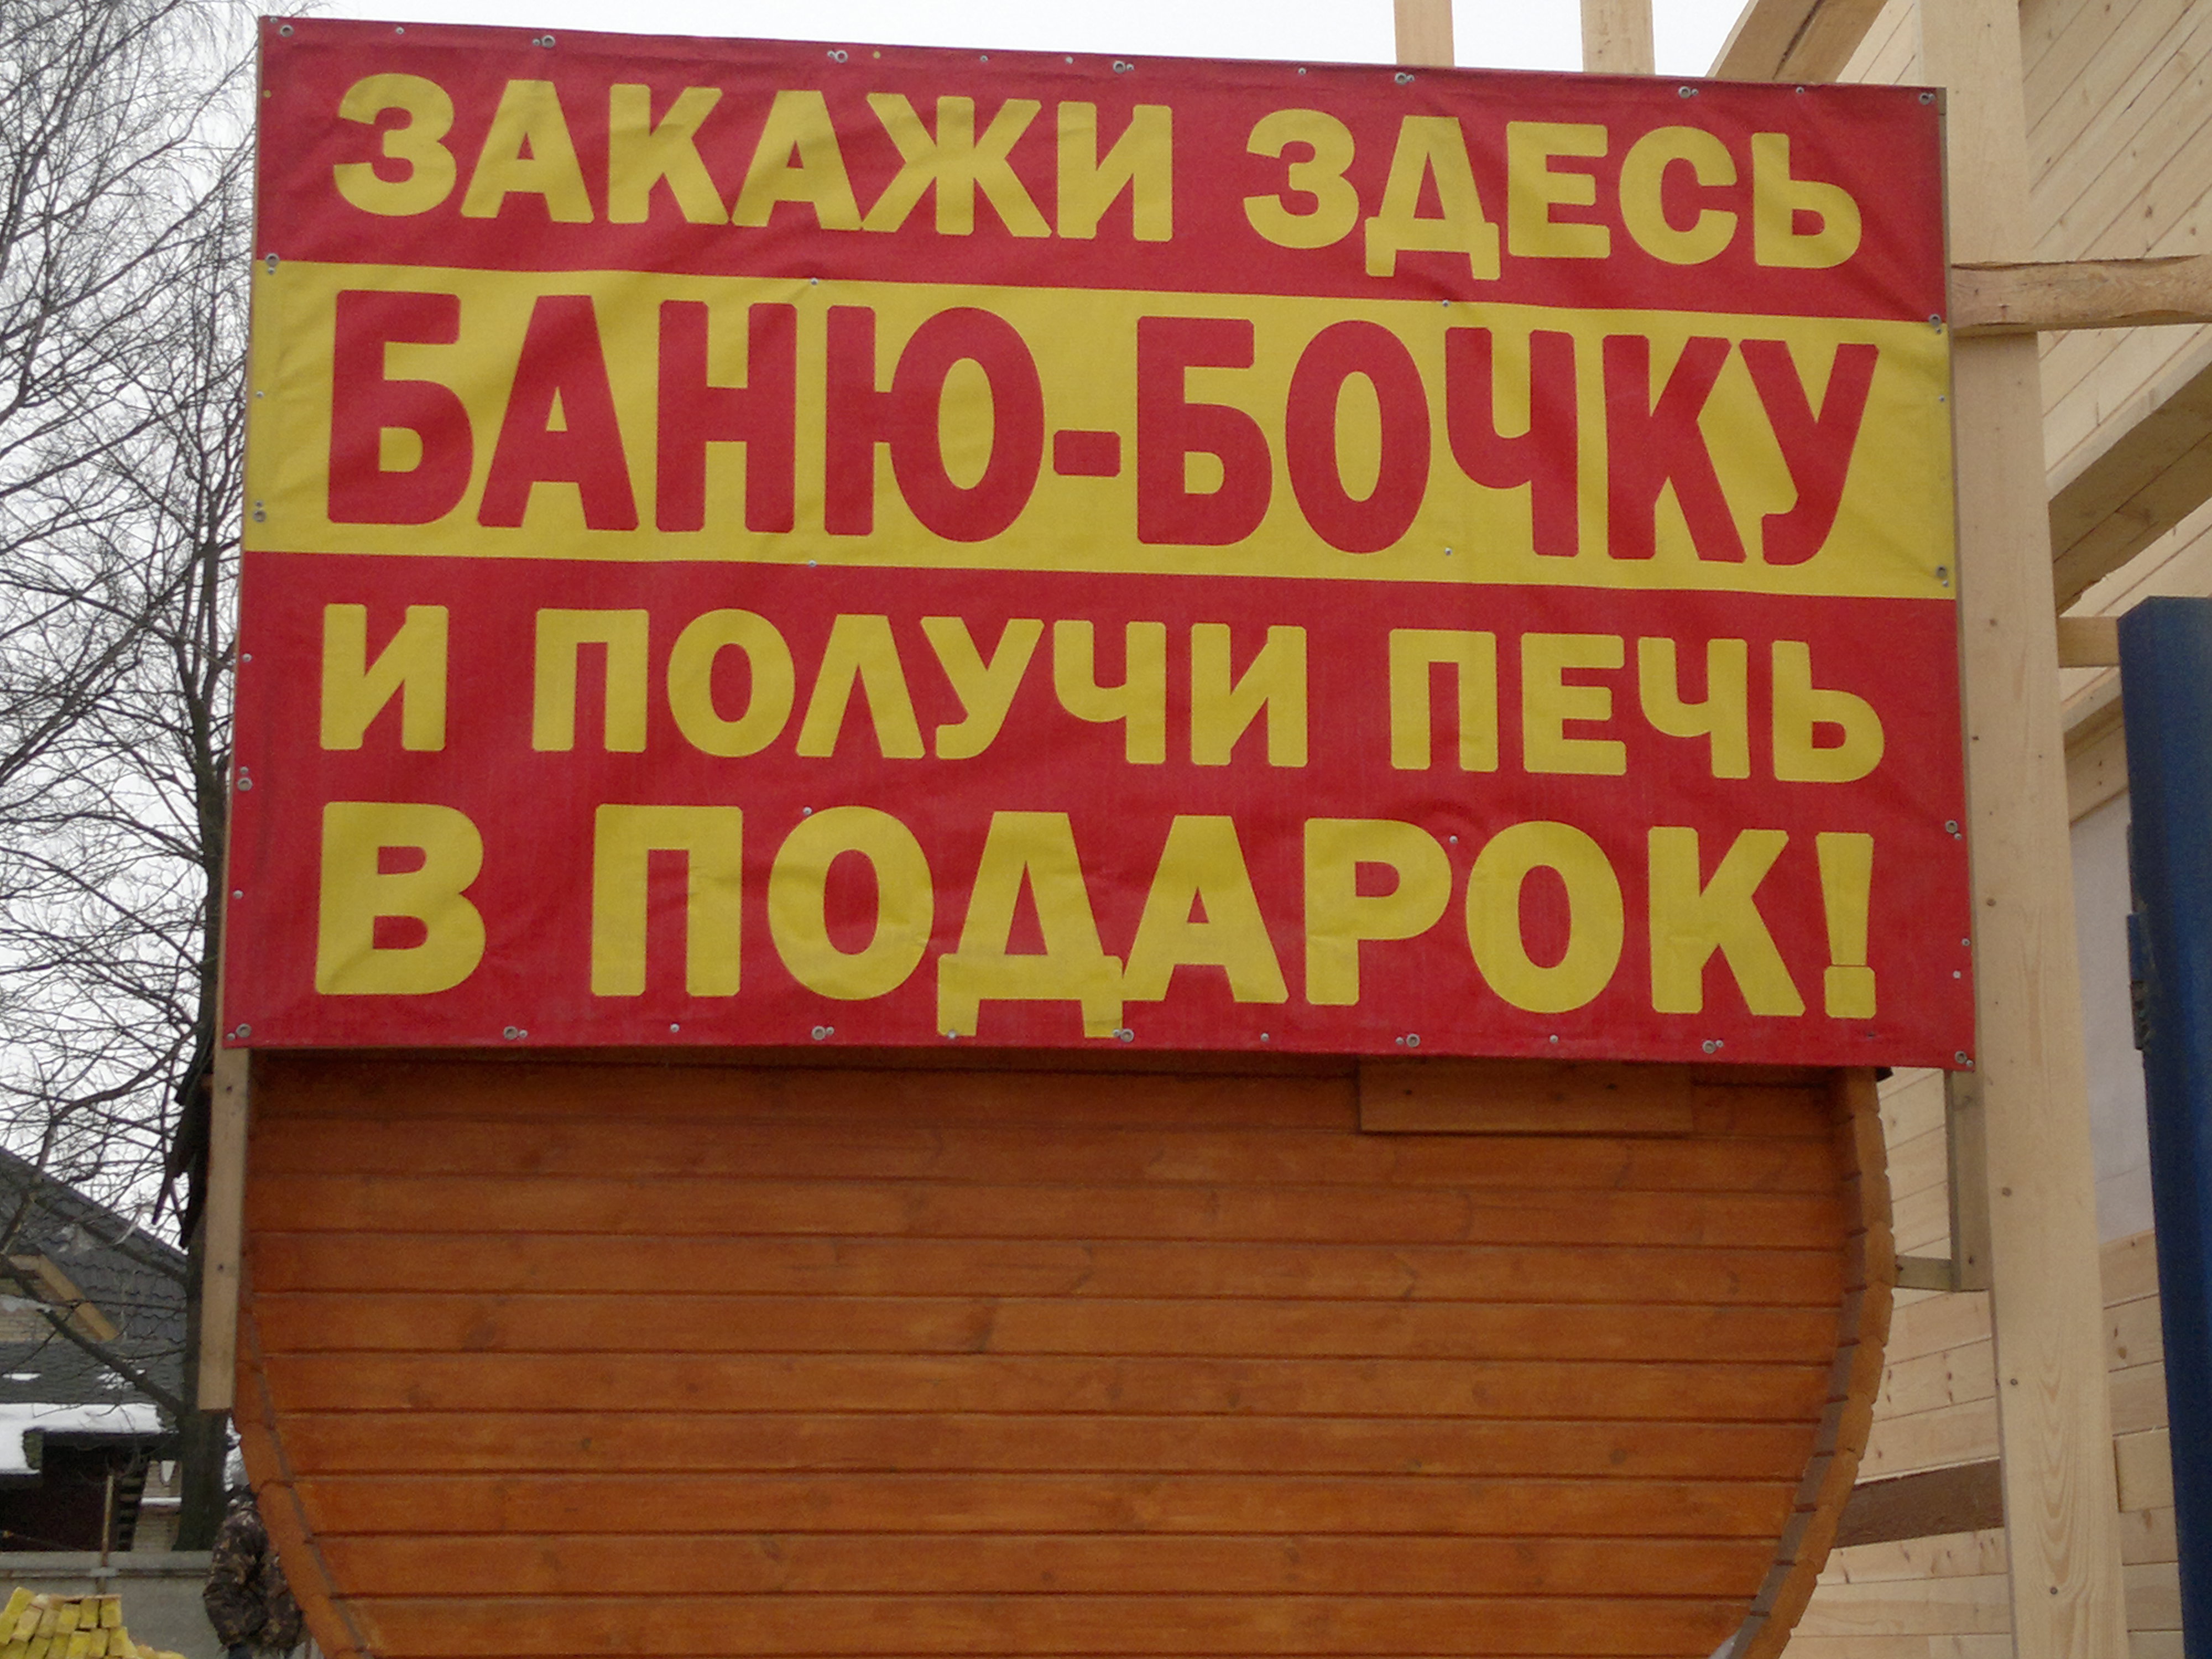 ЗАКАЖИ ЗДЕСЬ
БАНЮ-БОЧКУ
И ПОЛУЧИ ПЕЧЬ
В ПОДАРОК!